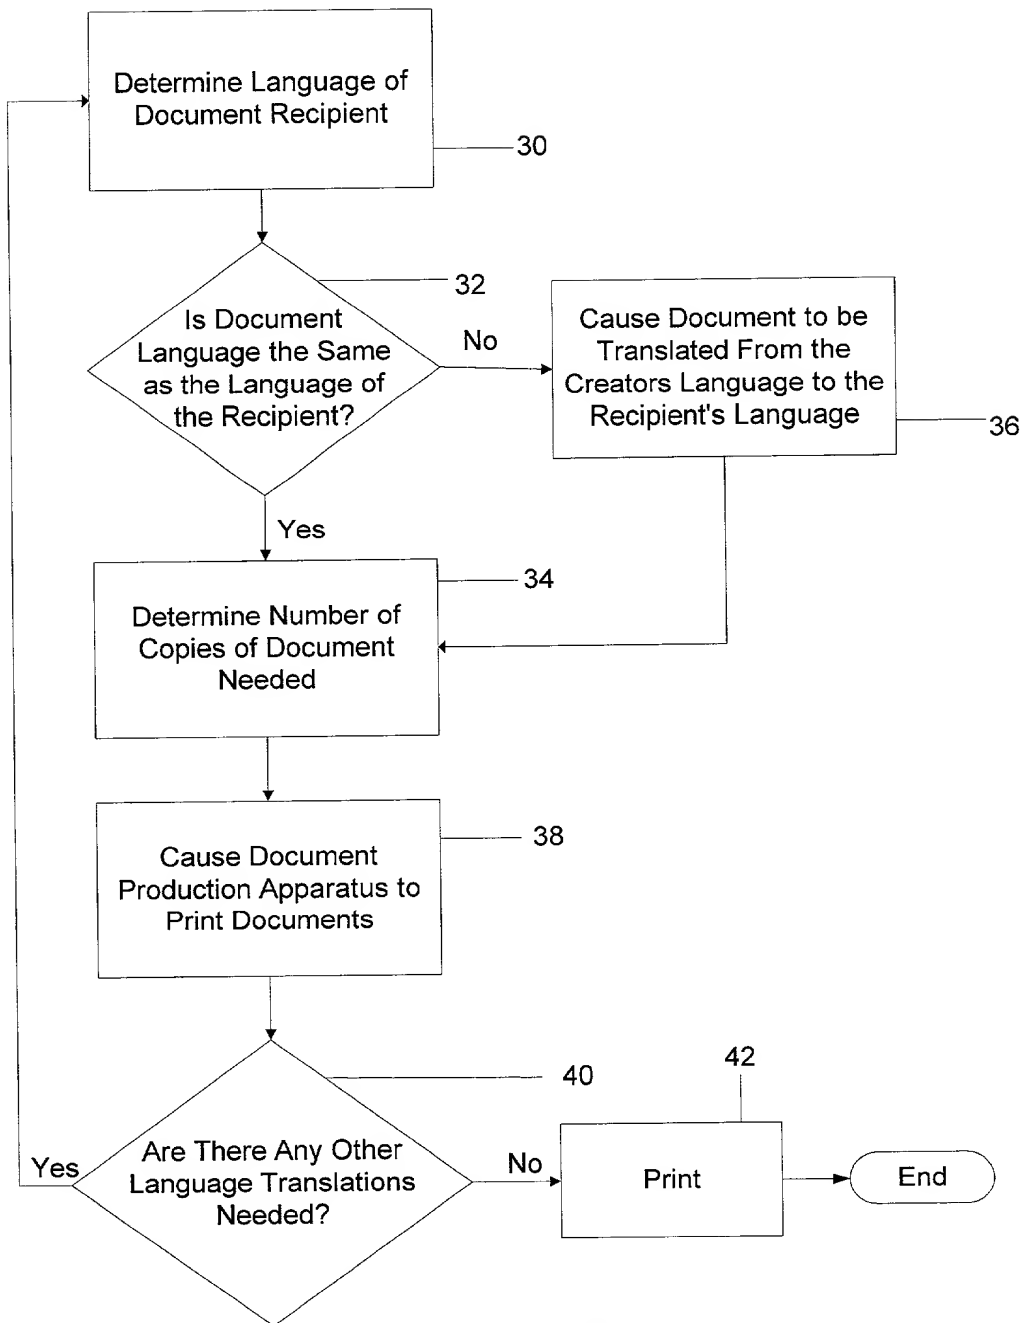 Determine Language of
Document Recipient
30
32
Is Document
Language the Same
as the Language of
the Recipient?
No
Cause Document to be
Translated From the
Creators Language to the
Recipient's Language
36
Yes
34
Determine Number of
Copies of Document
Needed
38
Cause Document
Production Apparatus to
Print Documents
40
42
Are There Any Other
Language Translations
Needed?
Yes
No
Print
End